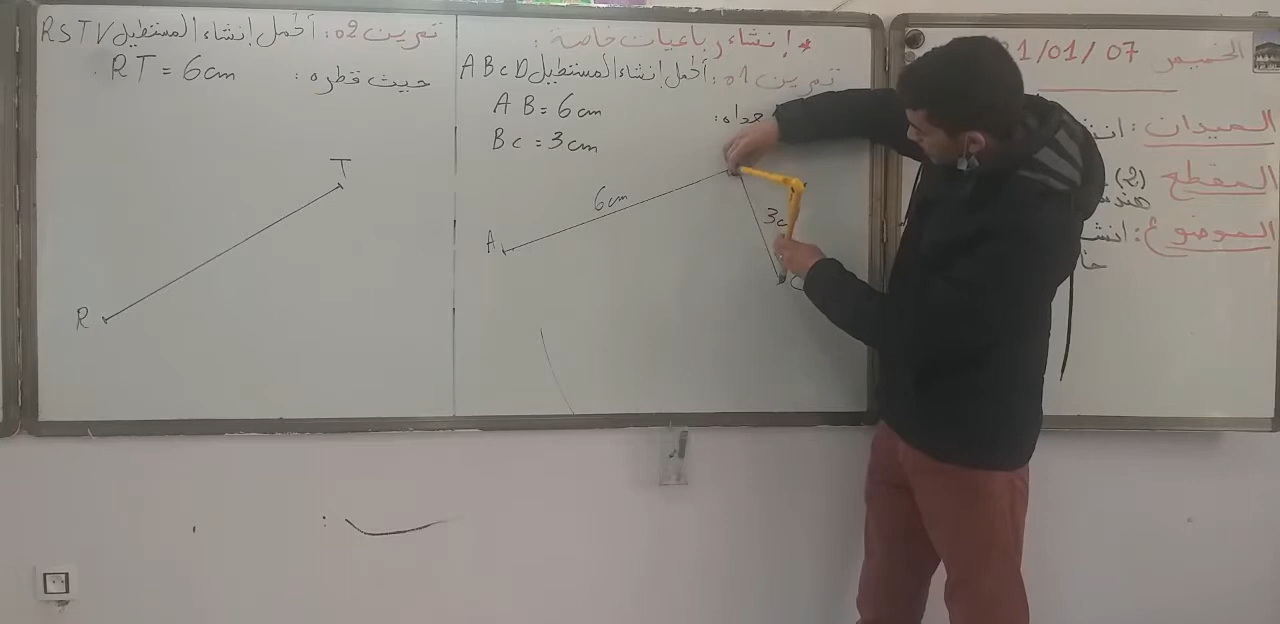 الخميس 07 /01/
الميدان :
المقطع (2)
الموضوع :
* إنشاء رباعيات خاصة :
تمرين 01 : أكمل إنشاء المستطيل ABCD
AB = 6cm
BC = 3cm
6cm
A
3c
C
تمرين 02 : أكمل إنشاء المستطيل RSTV
حيث قطره : RT = 6cm
T
R